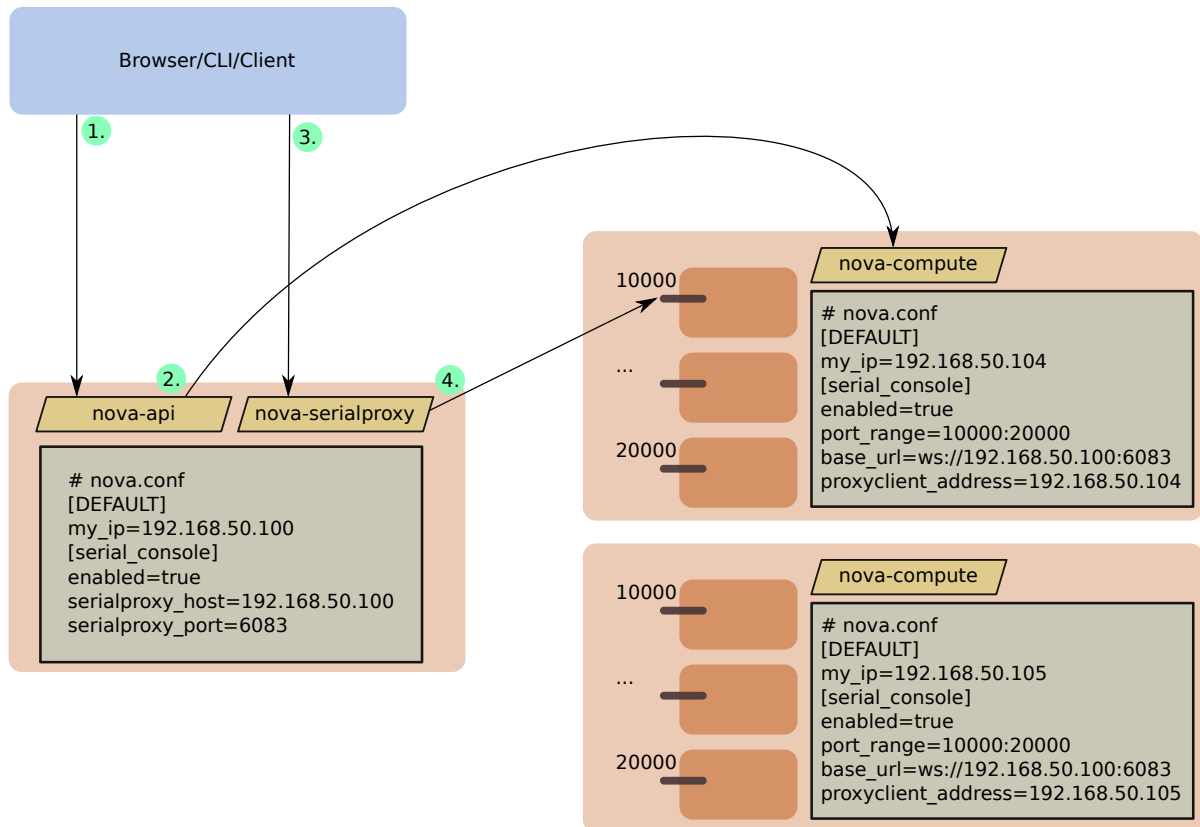 Browser/CLI/Client
1.
3.
2.
4.
nova-api
nova-serialproxy
# nova.conf
[DEFAULT]
my_ip=192.168.50.100
[serial_console]
enabled=true
serialproxy_host=192.168.50.100
serialproxy_port=6083
10000
...
20000
nova-compute
# nova.conf
[DEFAULT]
my_ip=192.168.50.104
[serial_console]
enabled=true
port_range=10000:20000
base_url=ws://192.168.50.100:6083
proxyclient_address=192.168.50.104
10000
...
20000
nova-compute
# nova.conf
[DEFAULT]
my_ip=192.168.50.105
[serial_console]
enabled=true
port_range=10000:20000
base_url=ws://192.168.50.100:6083
proxyclient_address=192.168.50.105